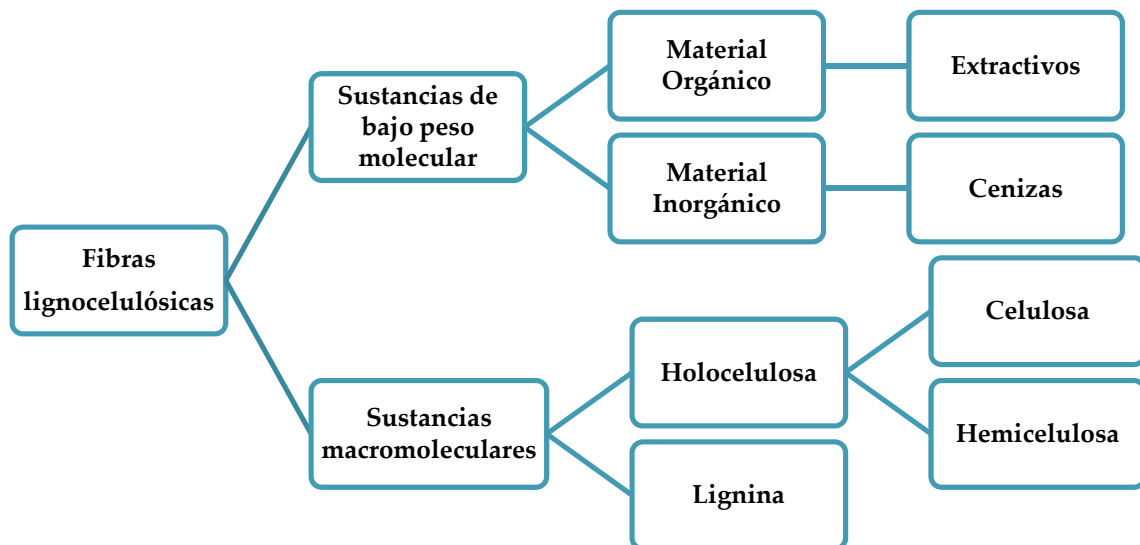 Fibras
lignocelulósicas
Sustancias de
bajo peso
molecular
Material
Orgánico
Extractivos
Material
Inorgánico
Cenizas
Sustancias
macromoleculares
Holocelulosa
Celulosa
Hemicelulosa
Lignina